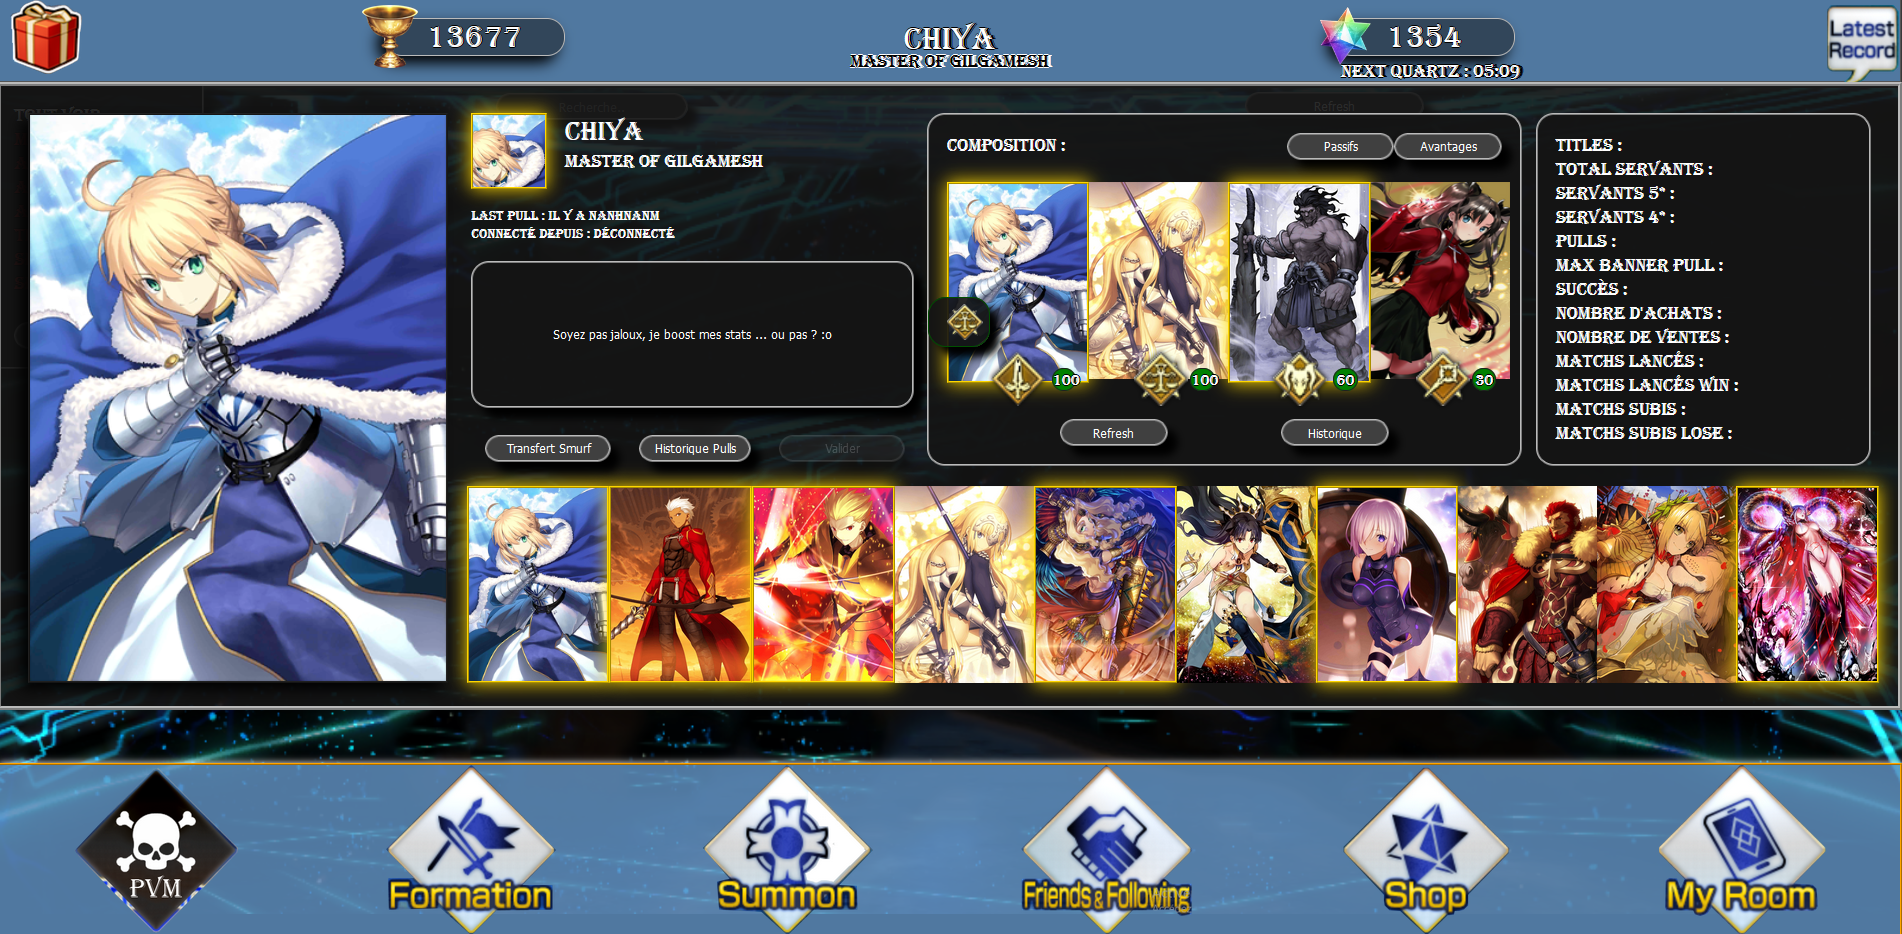 13677
CHIYA
MASTER OF GILGAMESH
1354
NEXT QUARTZ : 05:09
Latest
Record
TOUT VOIR
Recherche..
Refresh
CHIYA
MASTER OF GILGAMESH
LAST PULL : IL Y A NANHNANM
CONNECTÉ DEPUIS : DÉCONNECTÉ
Soyez pas jaloux, je boost mes stats ... ou pas ? :o
Transfert Smurf
Historique Pulls
Valider
COMPOSITION :
Passifs
Avantages
100
100
60
30
Refresh
Historique
TITLES :
TOTAL SERVANTS :
SERVANTS 5* :
SERVANTS 4* :
PULLS :
MAX BANNER PULL :
SUCCÈS :
NOMBRE D'ACHATS :
NOMBRE DE VENTES :
MATCHS LANCÉS :
MATCHS LANCÉS WIN :
MATCHS SUBIS :
MATCHS SUBIS LOSE :
PVM
Formation
Summon
Friends & Following
Shop
My Room